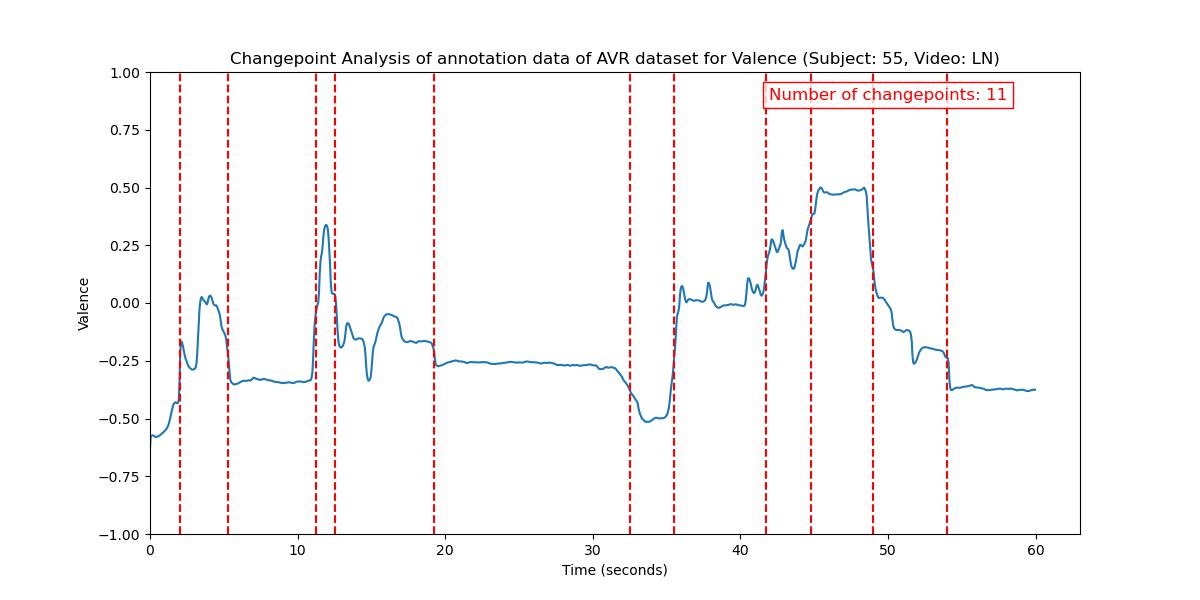 Changepoint Analysis of annotation data of AVR dataset for Valence (Subject: 55, Video: LN)
Number of changepoints: 11
1.00
0.75
0.50
0.25
0.00
−0.25
−0.50
−0.75
−1.00
Valence
0 10 20 30 40 50 60
Time (seconds)